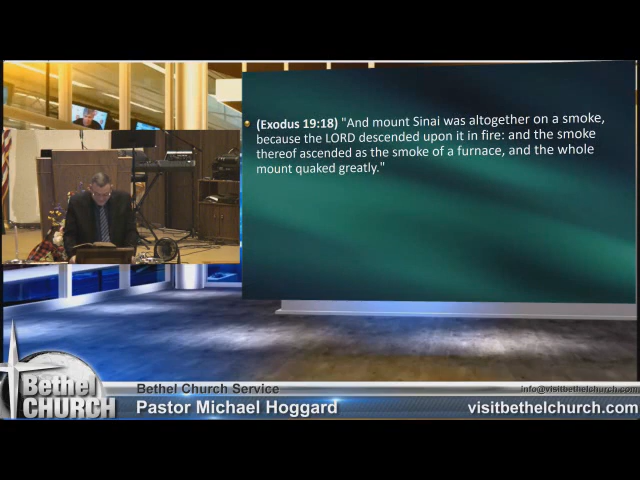 (Exodus 19:18) "And mount Sinai was altogether on a smoke,
because the LORD descended upon it in fire: and the smoke
thereof ascended as the smoke of a furnace, and the whole
mount quaked greatly."
Bethel
CHURCH
Bethel Church Service
info@visitbethelchurch.com
Pastor Michael Hoggard
visitbethelchurch.com